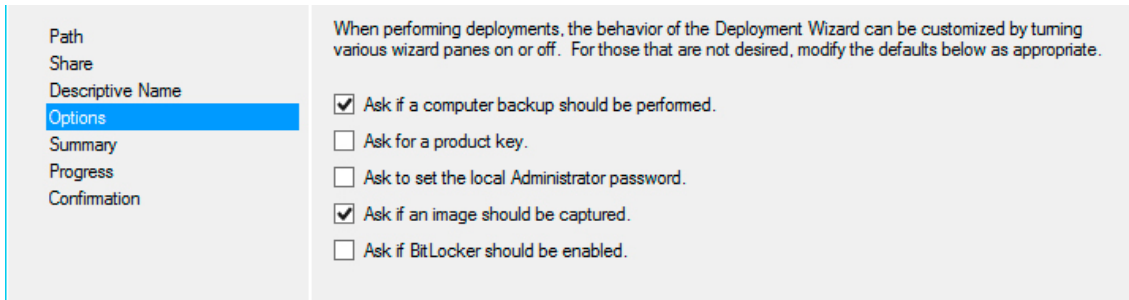 Path
Share
Descriptive Name
Options
Summary
Progress
Confirmation
When performing deployments, the behavior of the Deployment Wizard can be customized by turning
various wizard panes on or off.  For those that are not desired, modify the defaults below as appropriate.
Ask if a computer backup should be performed.
Ask for a product key.
Ask to set the local Administrator password.
Ask if an image should be captured.
Ask if BitLocker should be enabled.